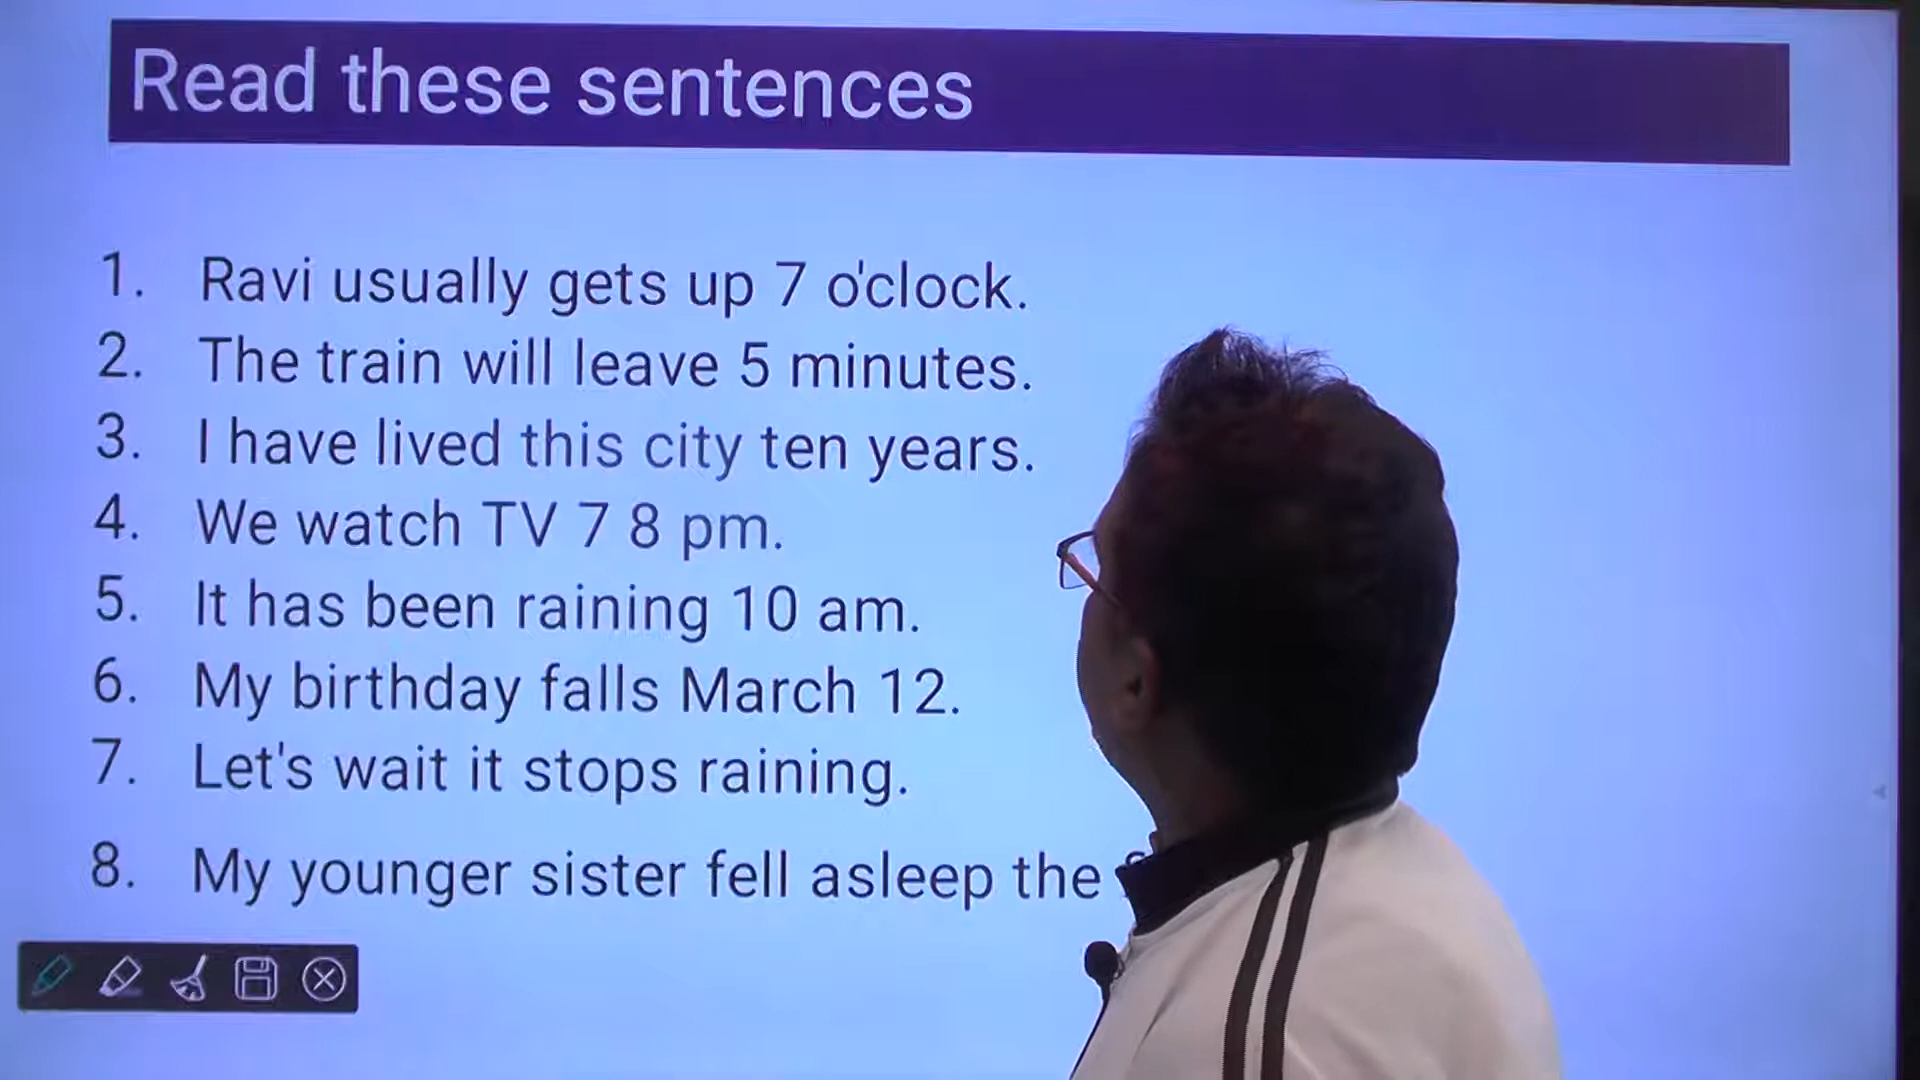 Read these sentences
1. Ravi usually gets up 7 o'clock.
2. The train will leave 5 minutes.
3. I have lived this city ten years.
4. We watch TV 7 8 pm.
5. It has been raining 10 am.
6. My birthday falls March 12.
7. Let's wait it stops raining.
8. My younger sister fell asleep the